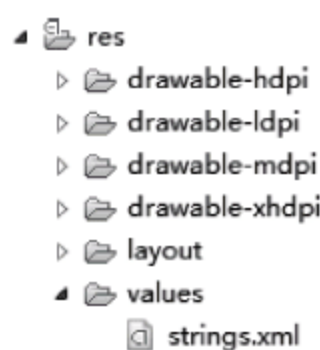 res
drawable-hdpi
drawable-ldpi
drawable-mdpi
drawable-xhdpi
layout
values
strings.xml